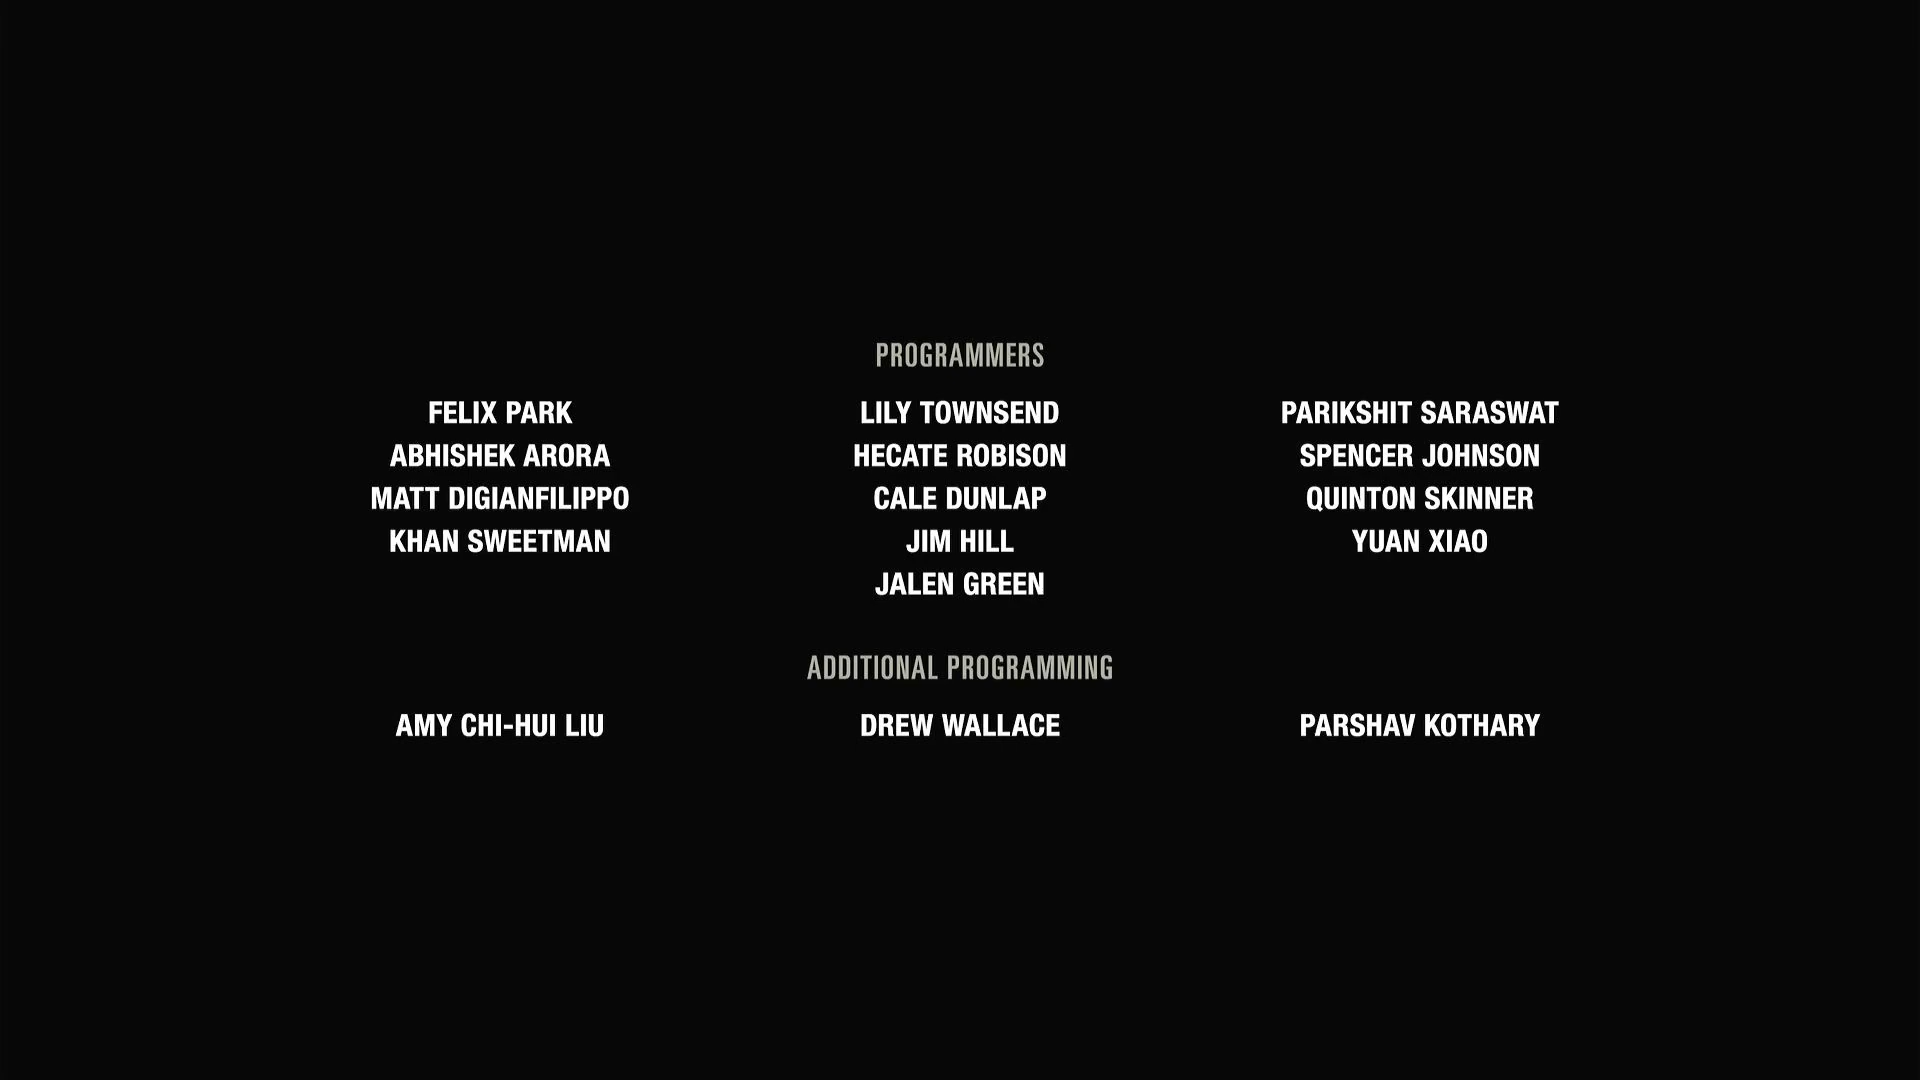 PROGRAMMERS
FELIX PARK LILY TOWNSEND PARIKSHIT SARASWAT
ABHISHEK ARORA HECATE ROBISON SPENCER JOHNSON
MATT DIGIANFILIPPO CALE DUNLAP QUINTON SKINNER
KHAN SWEETMAN JIM HILL YUAN XIAO
JALEN GREEN
ADDITIONAL PROGRAMMING
AMY CHI-HUI LIU DREW WALLACE PARSHAV KOTHARY